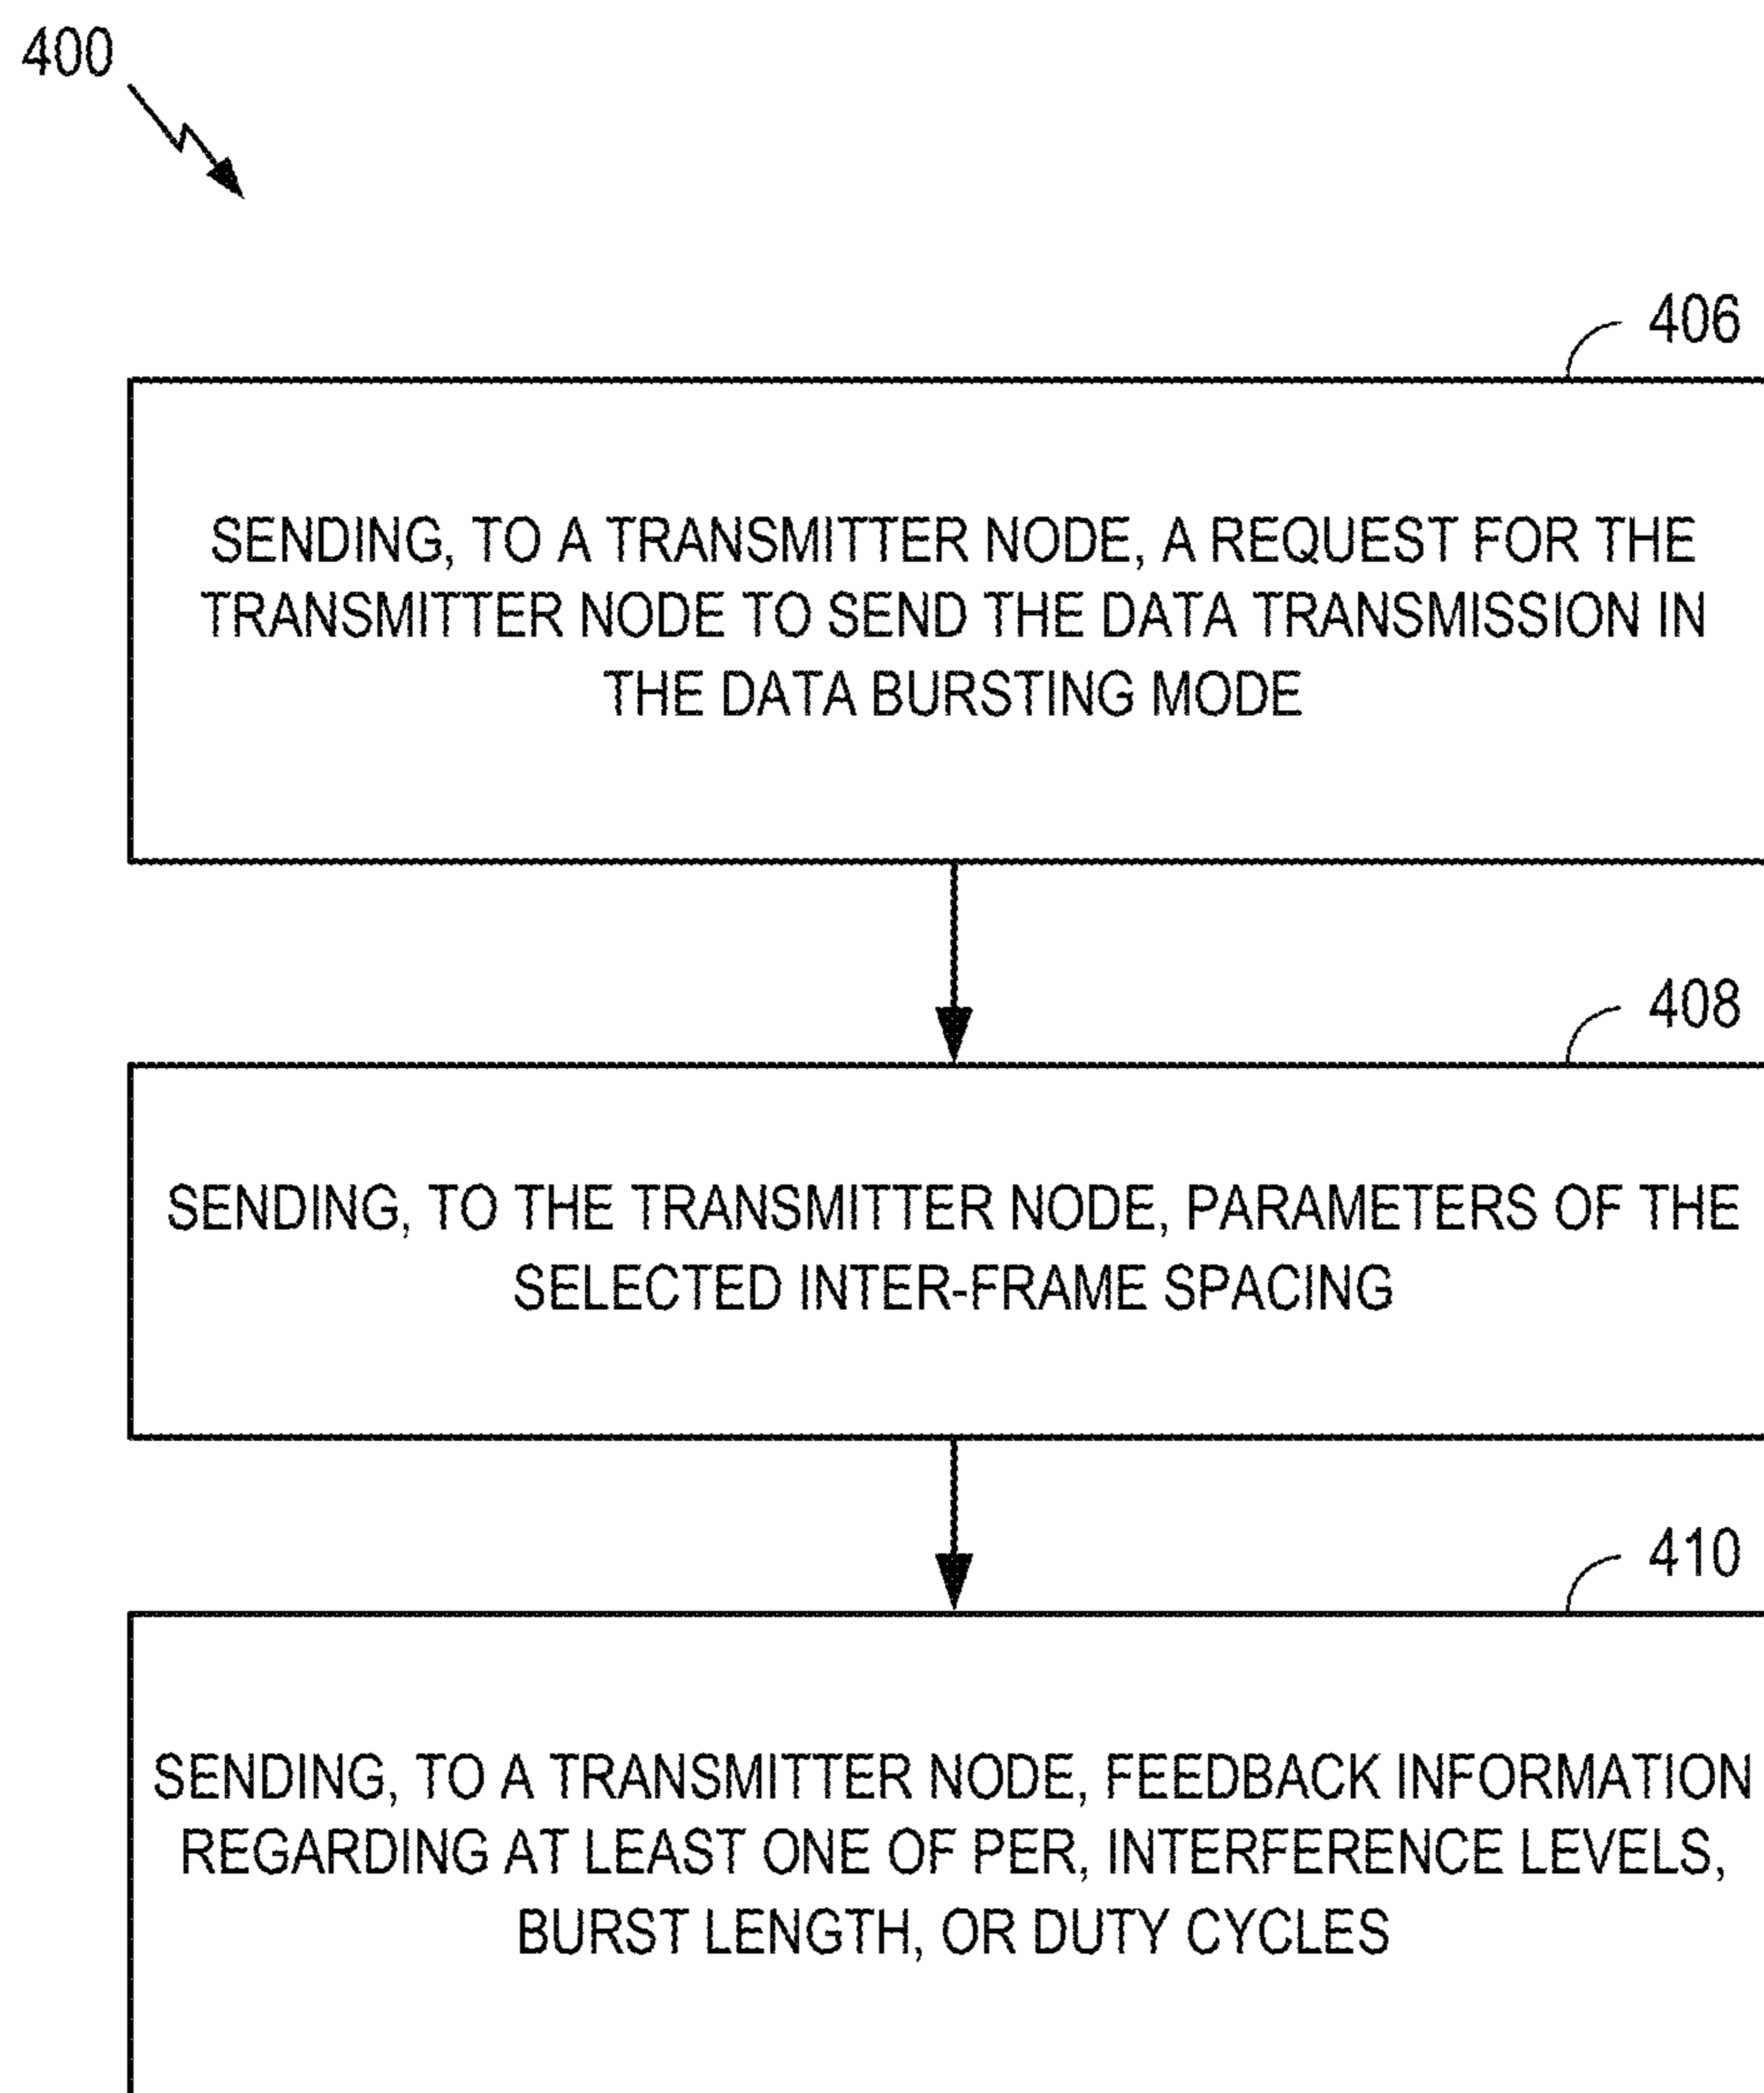 400
406
SENDING, TO A TRANSMITTER NODE, A REQUEST FOR THE
TRANSMITTER NODE TO SEND THE DATA TRANSMISSION IN
THE DATA BURSTING MODE
408
SENDING, TO THE TRANSMITTER NODE, PARAMETERS OF THE
SELECTED INTER-FRAME SPACING
410
SENDING, TO A TRANSMITTER NODE, FEEDBACK INFORMATION
REGARDING AT LEAST ONE OF PER, INTERFERENCE LEVELS,
BURST LENGTH, OR DUTY CYCLES